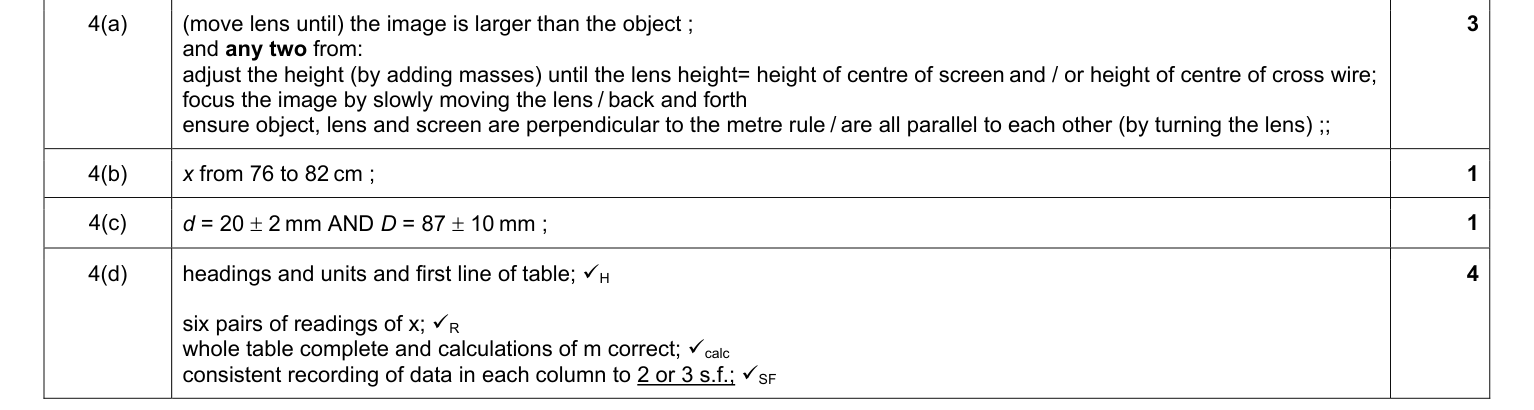 4(a) (move lens until) the image is larger than the object ; 3
and any two from:
adjust the height (by adding masses) until the lens height= height of centre of screen and / or height of centre of cross wire;
focus the image by slowly moving the lens / back and forth
ensure object, lens and screen are perpendicular to the metre rule / are all parallel to each other (by turning the lens) ;;
4(b) x from 76 to 82 cm ; 1
4(c) d = 20 ± 2 mm AND D = 87 ± 10 mm ; 1
4(d) headings and units and first line of table; ✓H 4
six pairs of readings of x; ✓R
whole table complete and calculations of m correct; ✓calc
consistent recording of data in each column to 2 or 3 s.f.; ✓SF